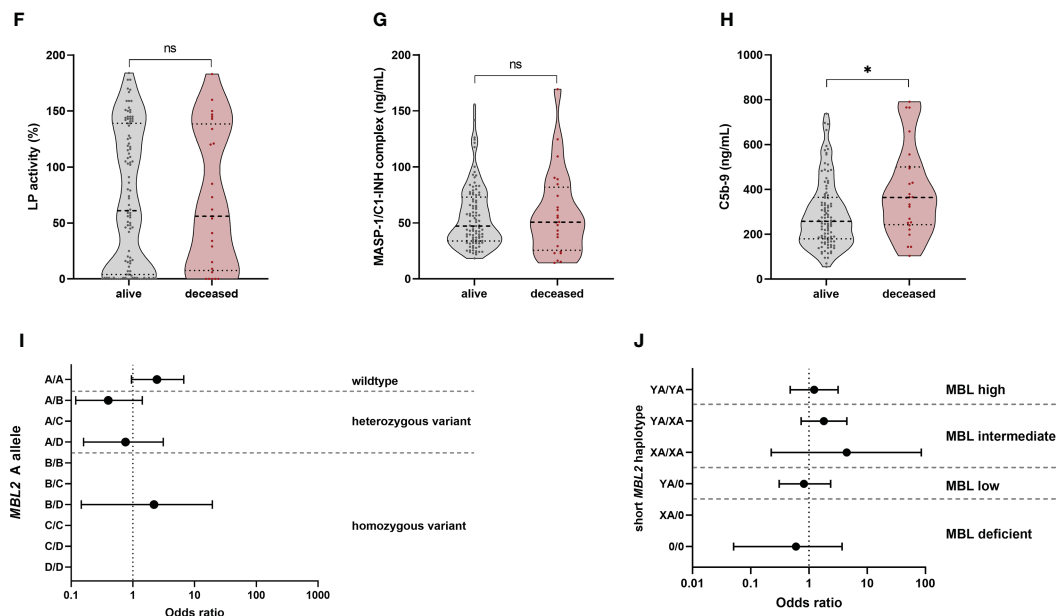 F
ns
LP activity (%)
200
150
100
50
0
alive
deceased
G
ns
MASP-1/C1-INH complex (ng/mL)
200
150
100
50
0
alive
deceased
H
*
C5b-9 (ng/mL)
1000
800
600
400
200
0
alive
deceased
I
MBL2 A allele
A/A
A/B
A/C
A/D
B/B
B/C
B/D
C/C
C/D
D/D
wildtype
heterozygous variant
homozygous variant
0.1
1
10
100
1000
Odds ratio
J
short MBL2 haplotype
YA/YA
YA/XA
XA/XA
YA/0
XA/0
0/0
MBL high
MBL intermediate
MBL low
MBL deficient
0.01
0.1
1
10
100
Odds ratio